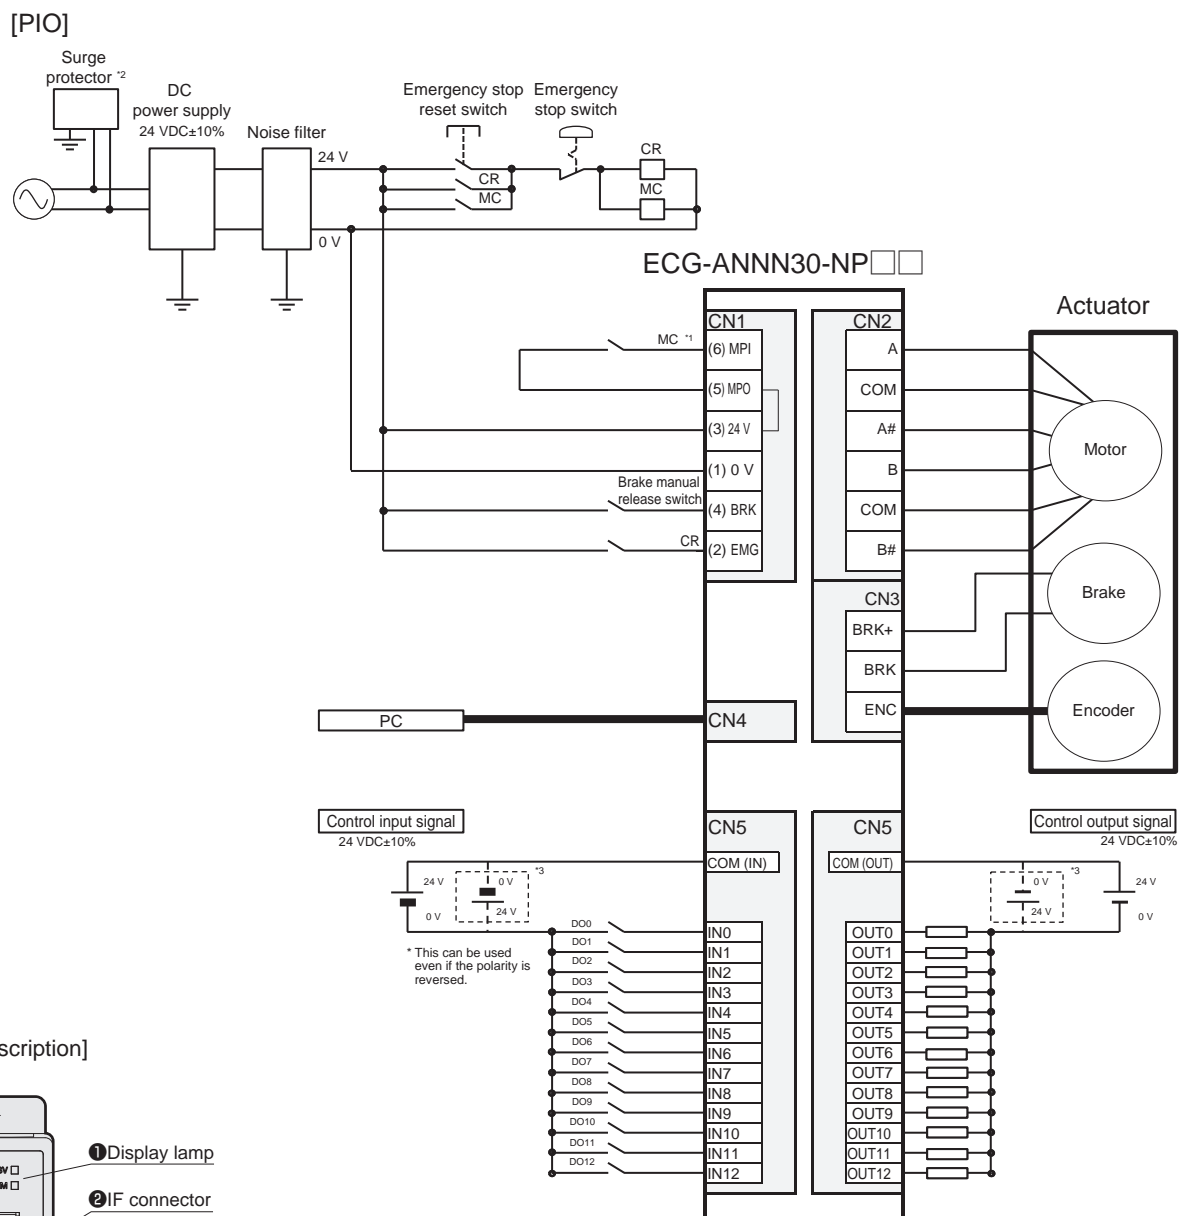 [PIO]
Surge
protector *2
DC
power supply
24 VDC±10%
Noise filter
24 V
0 V
Emergency stop
reset switch
Emergency
stop switch
CR
MC
CR
MC
ECG-ANNN30-NP□□
Actuator
CN1
(6) MPI
(5) MPO
(3) 24 V
(1) 0 V
(4) BRK
(2) EMG
MC *1
Brake manual
release switch
CR
CN2
A
COM
A#
B
COM
B#
CN3
BRK+
BRK
ENC
Motor
Brake
Encoder
PC
CN4
Control input signal
24 VDC±10%
CN5
COM (IN)
24 V
0 V
0 V
24 V
*3
* This can be used
even if the polarity is
reversed.
DO0
DO1
DO2
DO3
DO4
DO5
DO6
DO7
DO8
DO9
DO10
DO11
DO12
IN0
IN1
IN2
IN3
IN4
IN5
IN6
IN7
IN8
IN9
IN10
IN11
IN12
CN5
COM (OUT)
OUT0
OUT1
OUT2
OUT3
OUT4
OUT5
OUT6
OUT7
OUT8
OUT9
OUT10
OUT11
OUT12
Control output signal
24 VDC±10%
0 V
24 V
*3
24 V
0 V
scription]
❶Display lamp
❷IF connector